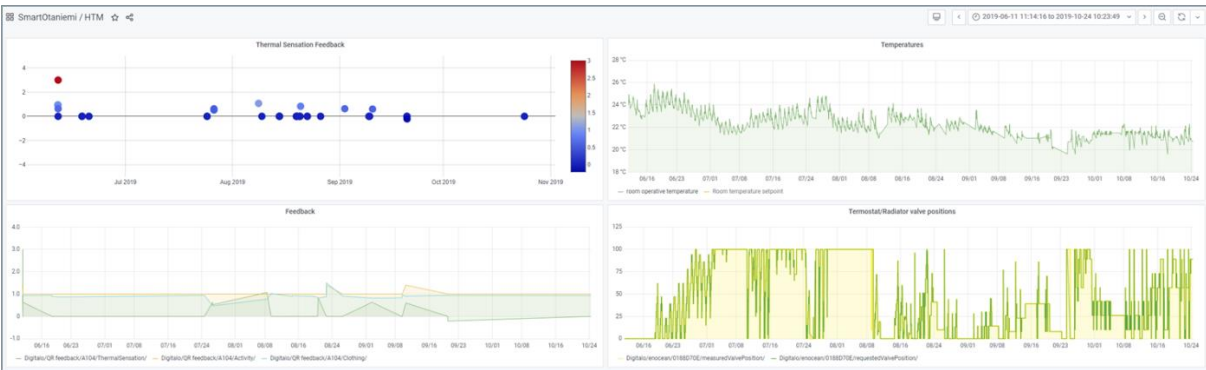 SmartOtaniemi / HTM
2019-06-11 11:14:16 to 2019-10-24 10:23:49
Thermal Sensation Feedback
4
2
0
−2
−4
Jul 2019
Aug 2019
Sep 2019
Oct 2019
Nov 2019
3
2.5
2
1.5
1
0.5
0
Temperatures
28 °C
26 °C
24 °C
22 °C
20 °C
18 °C
06/16 06/23 07/01 07/08 07/16 07/24 08/01 08/08 08/16 08/24 09/01 09/08 09/16 09/23 10/01 10/08 10/16 10/24
room operative temperature Room temperature setpoint
Feedback
4.0
3.0
2.0
1.0
0
-1.0
06/16 06/23 07/01 07/08 07/16 07/24 08/01 08/08 08/16 08/24 09/01 09/08 09/16 09/23 10/01 10/08 10/16 10/24
Digitalo/QR feedback/A104/ThermalSensation/ Digitalo/QR feedback/A104/Activity/ Digitalo/QR feedback/A104/Clothing/
Termostat/Radiator valve positions
125
100
75
50
25
0
06/16 06/23 07/01 07/08 07/16 07/24 08/01 08/08 08/16 08/24 09/01 09/08 09/16 09/23 10/01 10/08 10/16 10/24
Digitalo/enocean/0188D70E/measuredValvePosition/ Digitalo/enocean/0188D70E/requestedValvePosition/